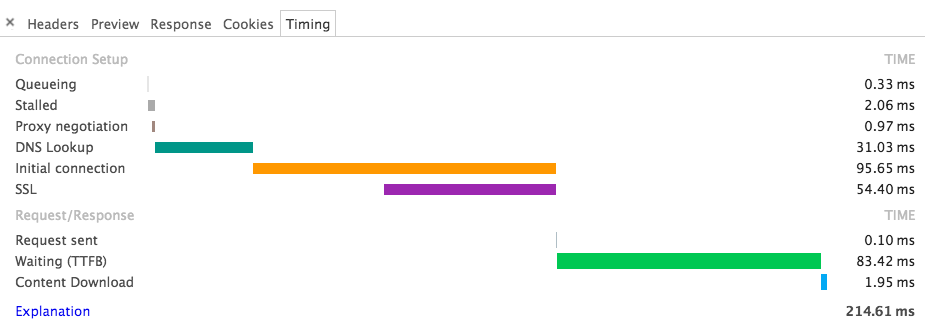 × Headers Preview Response Cookies Timing
Connection Setup TIME
Queueing 0.33 ms
Stalled 2.06 ms
Proxy negotiation 0.97 ms
DNS Lookup 31.03 ms
Initial connection 95.65 ms
SSL 54.40 ms
Request/Response TIME
Request sent 0.10 ms
Waiting (TTFB) 83.42 ms
Content Download 1.95 ms
Explanation 214.61 ms